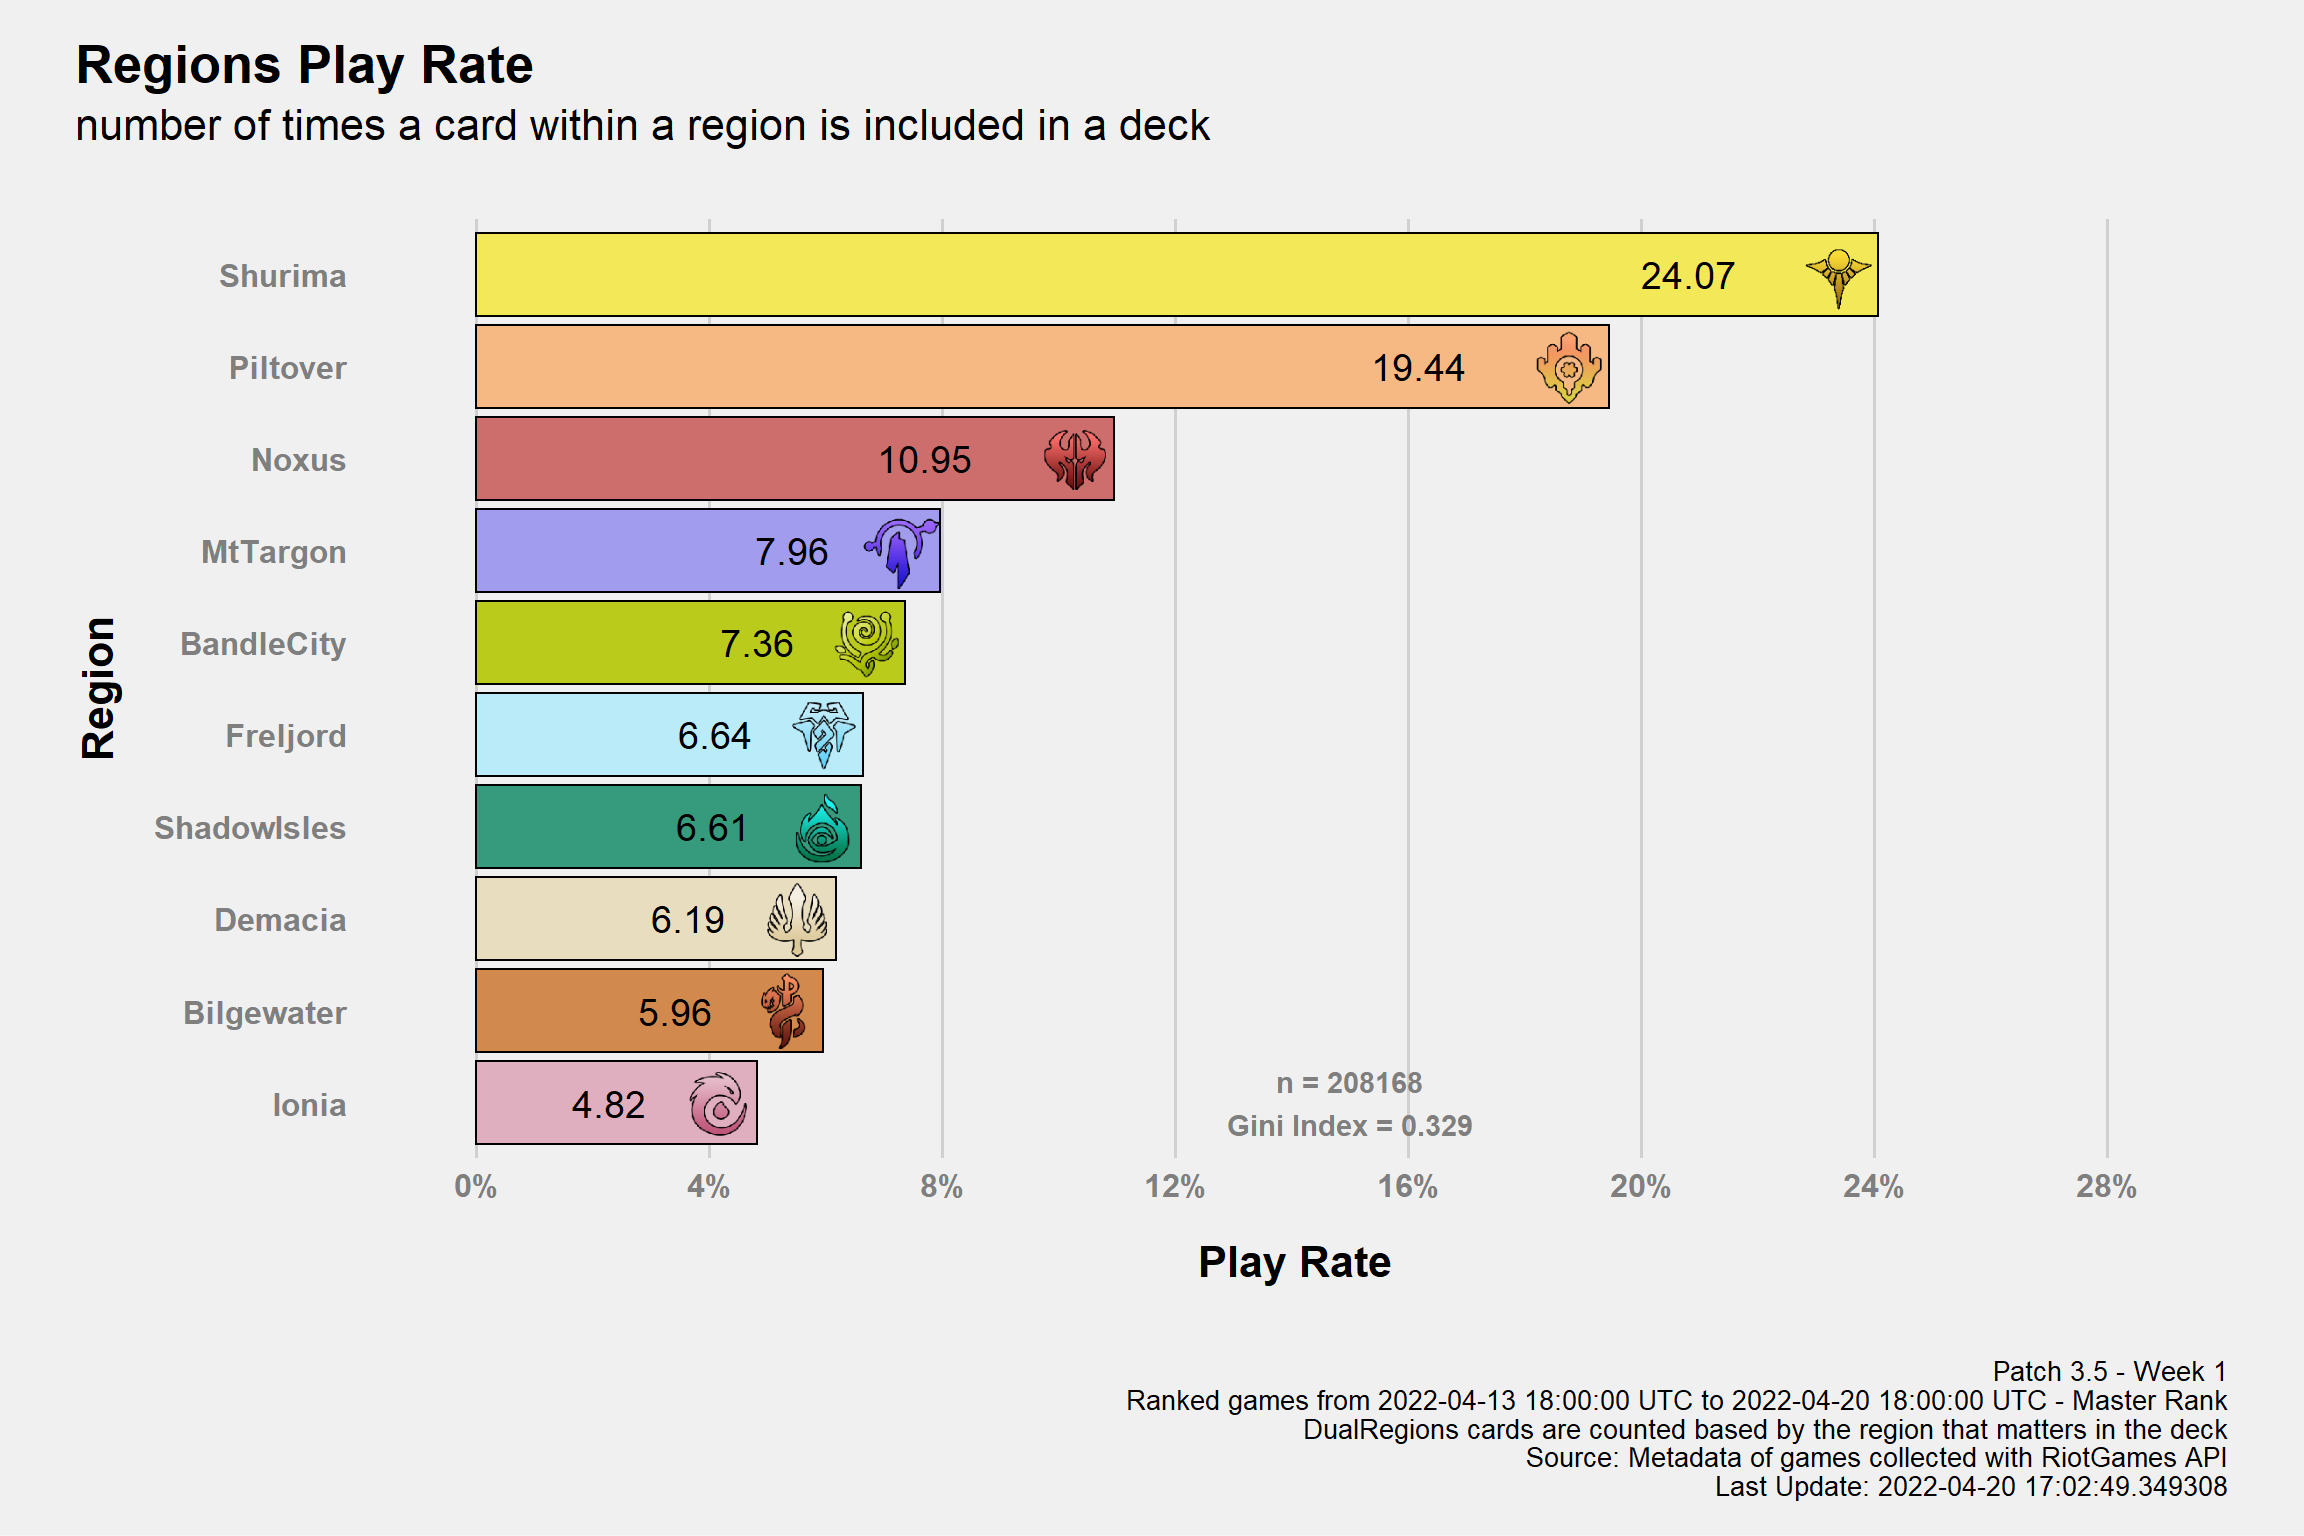 Regions Play Rate
number of times a card within a region is included in a deck
Region
Shurima 24.07
Piltover 19.44
Noxus 10.95
MtTargon 7.96
BandleCity 7.36
Freljord 6.64
ShadowIsles 6.61
Demacia 6.19
Bilgewater 5.96
Ionia 4.82
n = 208168
Gini Index = 0.329
0% 4% 8% 12% 16% 20% 24% 28%
Play Rate
Patch 3.5 - Week 1
Ranked games from 2022-04-13 18:00:00 UTC to 2022-04-20 18:00:00 UTC - Master Rank
DualRegions cards are counted based by the region that matters in the deck
Source: Metadata of games collected with RiotGames API
Last Update: 2022-04-20 17:02:49.349308